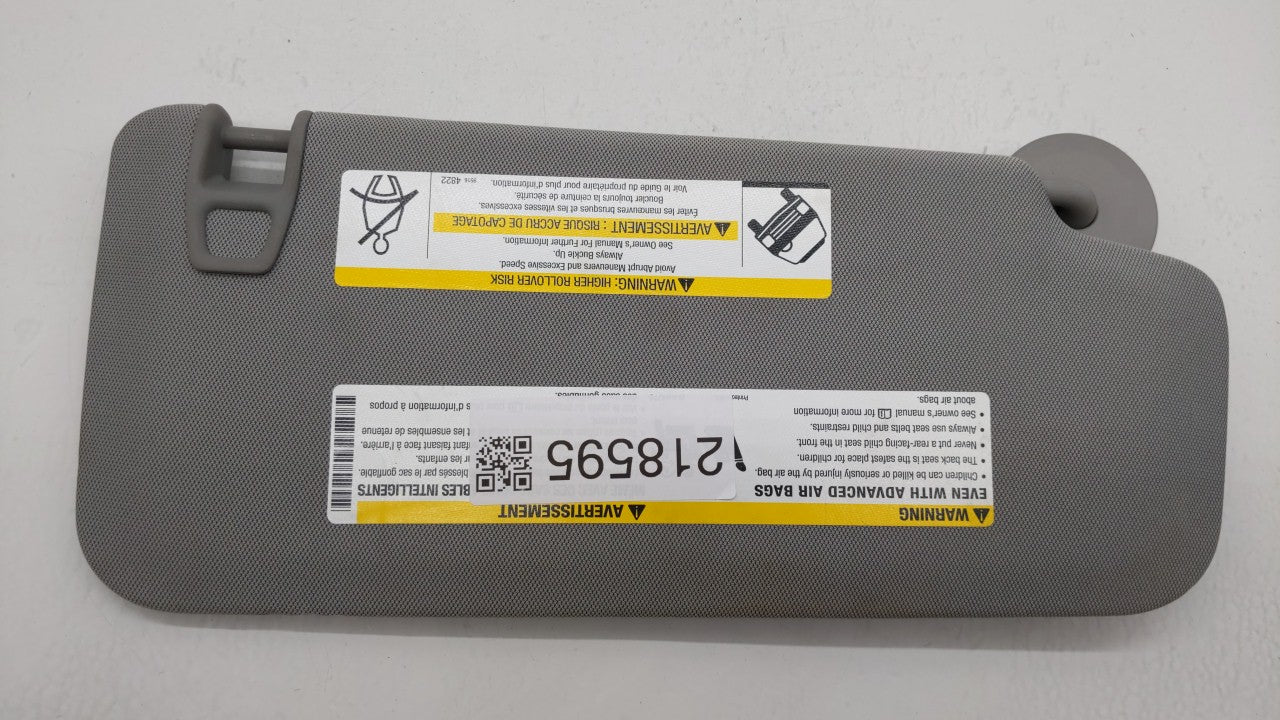 WARNING
EVEN WITH ADVANCED AIR BAGS
• Children can be killed or seriously injured by the air bag.
• The back seat is the safest place for children.
• Never put a rear-facing child seat in the front.
• Always use seat belts and child restraints.
• See owner's manual for more information
about air bags.
1218595
AVERTISSEMENT
BLES INTELLIGENTS
blessés par le sac gonflable.
ur les enfants.
nfant faisant face à l'arrière.
et les ensembles de retenue
s d'information à propos
WARNING: HIGHER ROLLOVER RISK
Avoid Abrupt Maneuvers and Excessive Speed.
Always Buckle Up.
See Owner's Manual For Further Information.
AVERTISSEMENT : RISQUE ACCRU DE CAPOTAGE
Éviter les manœuvres brusques et les vitesses excessives.
Boucler toujours la ceinture de sécurité.
Voir le Guide du propriétaire pour plus d'information.
4822